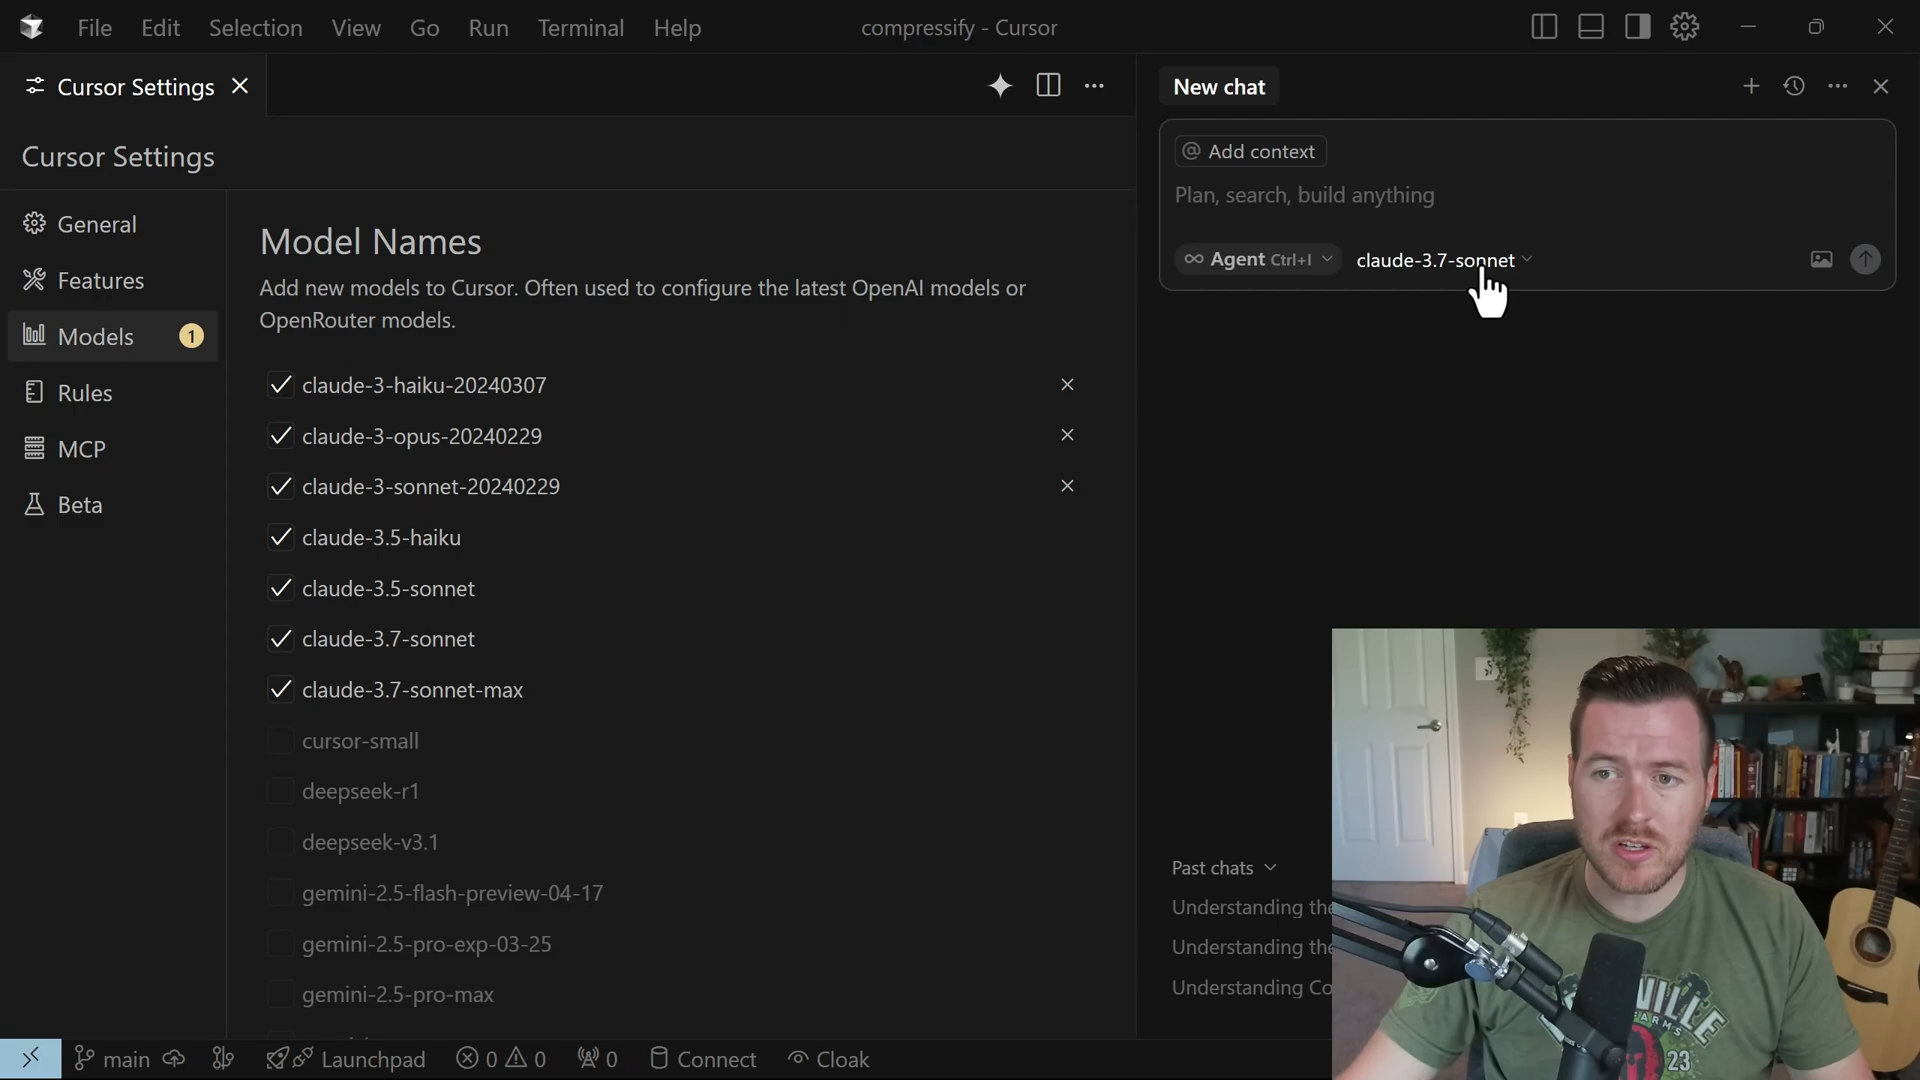 File Edit Selection View Go Run Terminal Help
compressify - Cursor
Cursor Settings
New chat
Cursor Settings
@ Add context
Plan, search, build anything
Agent Ctrl+I
claude-3.7-sonnet
General
Features
Models 1
Rules
MCP
Beta
Model Names
Add new models to Cursor. Often used to configure the latest OpenAI models or
OpenRouter models.
claude-3-haiku-20240307
claude-3-opus-20240229
claude-3-sonnet-20240229
claude-3.5-haiku
claude-3.5-sonnet
claude-3.7-sonnet
claude-3.7-sonnet-max
cursor-small
deepseek-r1
deepseek-v3.1
gemini-2.5-flash-preview-04-17
gemini-2.5-pro-exp-03-25
gemini-2.5-pro-max
Past chats
Understanding the
Understanding the
Understanding Co
VILLE
FARMS
23
main
Launchpad
0
0
0
Connect
Cloak